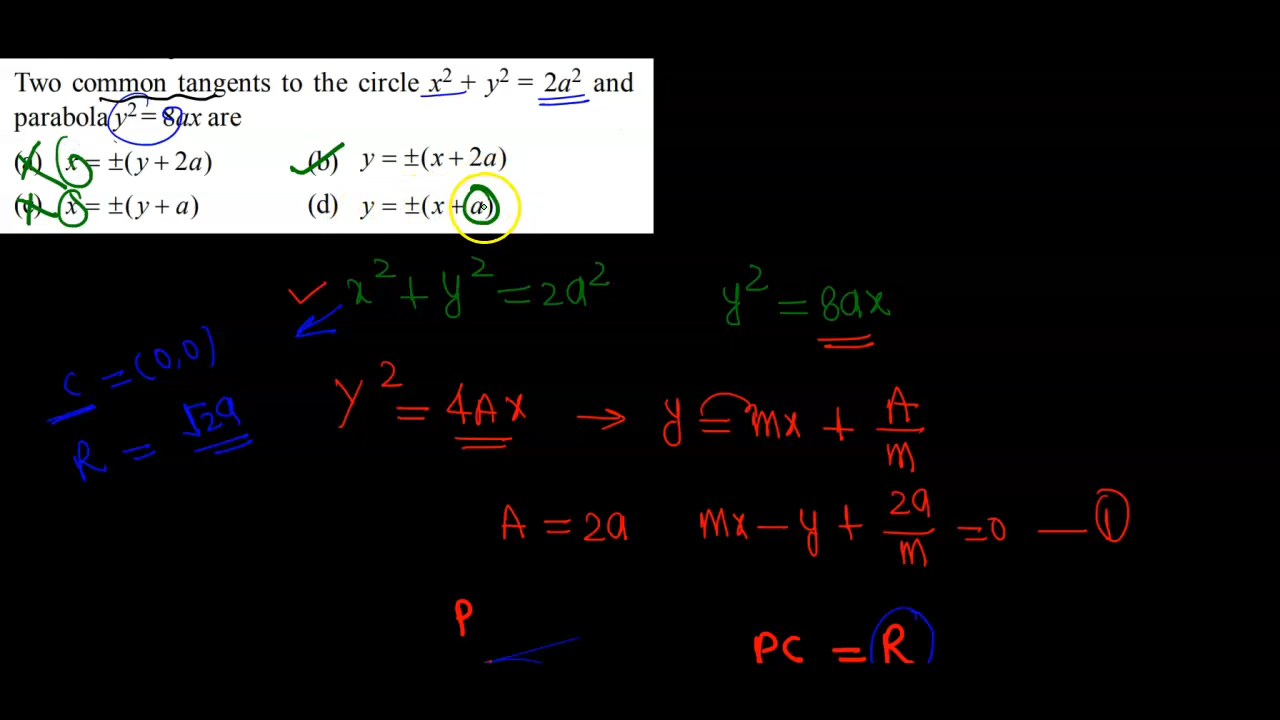 Two common tangents to the circle x² + y² = 2a² and
parabola y² = 8ax are
(a) x = ±(y + 2a) (b) y = ±(x + 2a)
(c) x = ±(y + a) (d) y = ±(x + a)
x² + y² = 2a² y² = 8ax
C = (0,0)
R = √2a
y² = 4Ax → y = mx + A/m
A = 2a mx - y + 2a/m = 0 — ①
P
PC = R